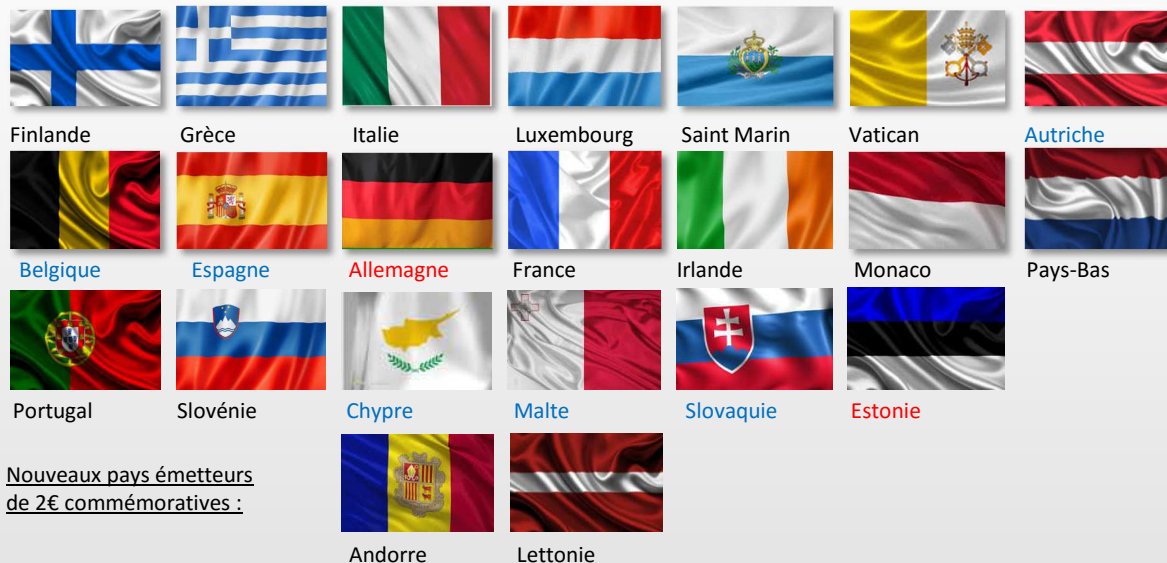 Finlande Grèce Italie Luxembourg Saint Marin Vatican Autriche
Belgique Espagne Allemagne France Irlande Monaco Pays-Bas
Portugal Slovénie Chypre Malte Slovaquie Estonie
Nouveaux pays émetteurs
de 2€ commémoratives :
Andorre Lettonie